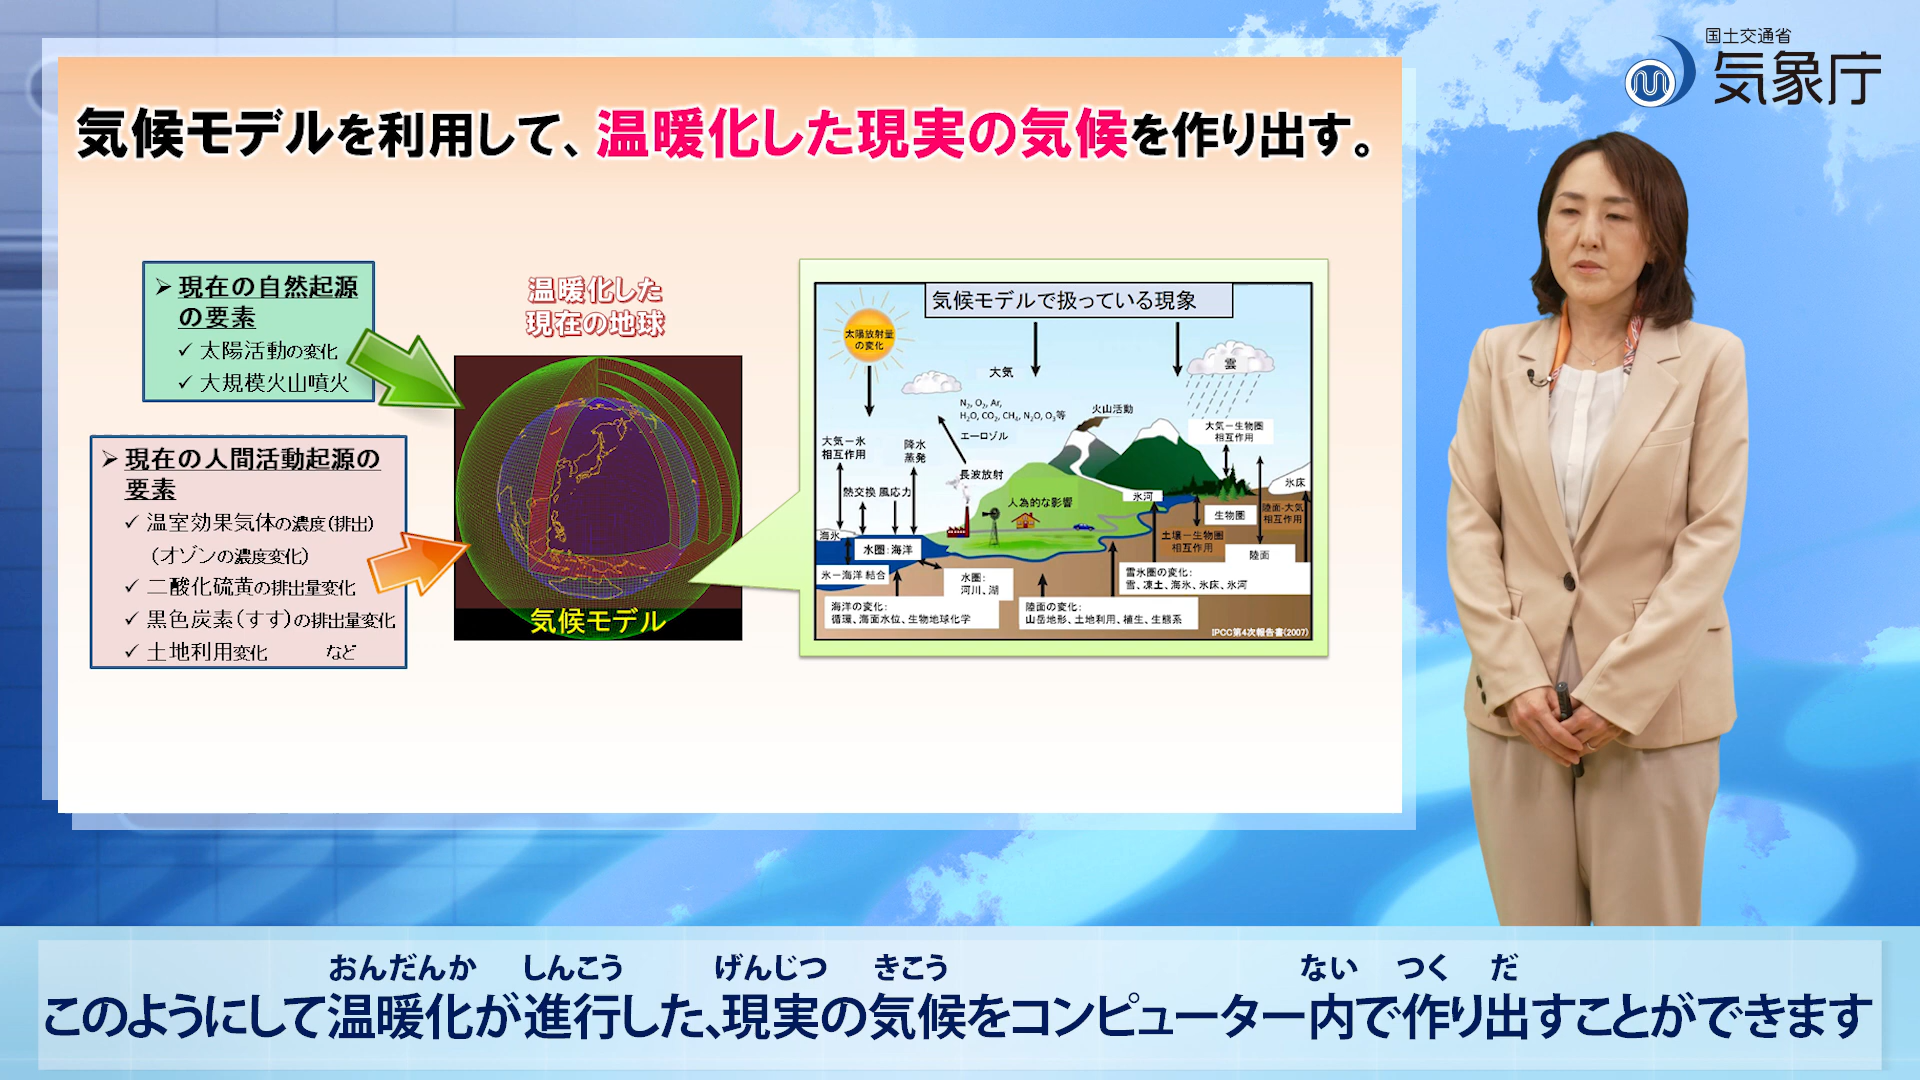 国土交通省
気象庁
気候モデルを利用して、温暖化した現実の気候を作り出す。
➢ 現在の自然起源
の要素
✓ 太陽活動の変化
✓ 大規模火山噴火
➢ 現在の人間活動起源の
要素
✓ 温室効果気体の濃度(排出)
(オゾンの濃度変化)
✓ 二酸化硫黄の排出量変化
✓ 黒色炭素(すす)の排出量変化
✓ 土地利用変化 など
温暖化した
現在の地球
気候モデル
気候モデルで扱っている現象
太陽放射量
の変化
大気
雲
N₂, O₂, Ar,
H₂O, CO₂, CH₄, N₂O, O₃等
エーロゾル
火山活動
大気－生物圏
相互作用
大気－氷
相互作用
降水
蒸発
長波放射
熱交換 風応力
人為的な影響
氷河
氷床
生物圏
陸面-大気
相互作用
海氷
水圏:海洋
土壌－生物圏
相互作用
陸面
氷－海洋 結合
水圏:
河川、湖
雪氷圏の変化:
雪、凍土、海氷、氷床、氷河
海洋の変化:
循環、海面水位、生物地球化学
陸面の変化:
山岳地形、土地利用、植生、生態系
IPCC第4次報告書(2007)
おんだんか しんこう げんじつ きこう ない つく だ
このようにして温暖化が進行した、現実の気候をコンピューター内で作り出すことができます